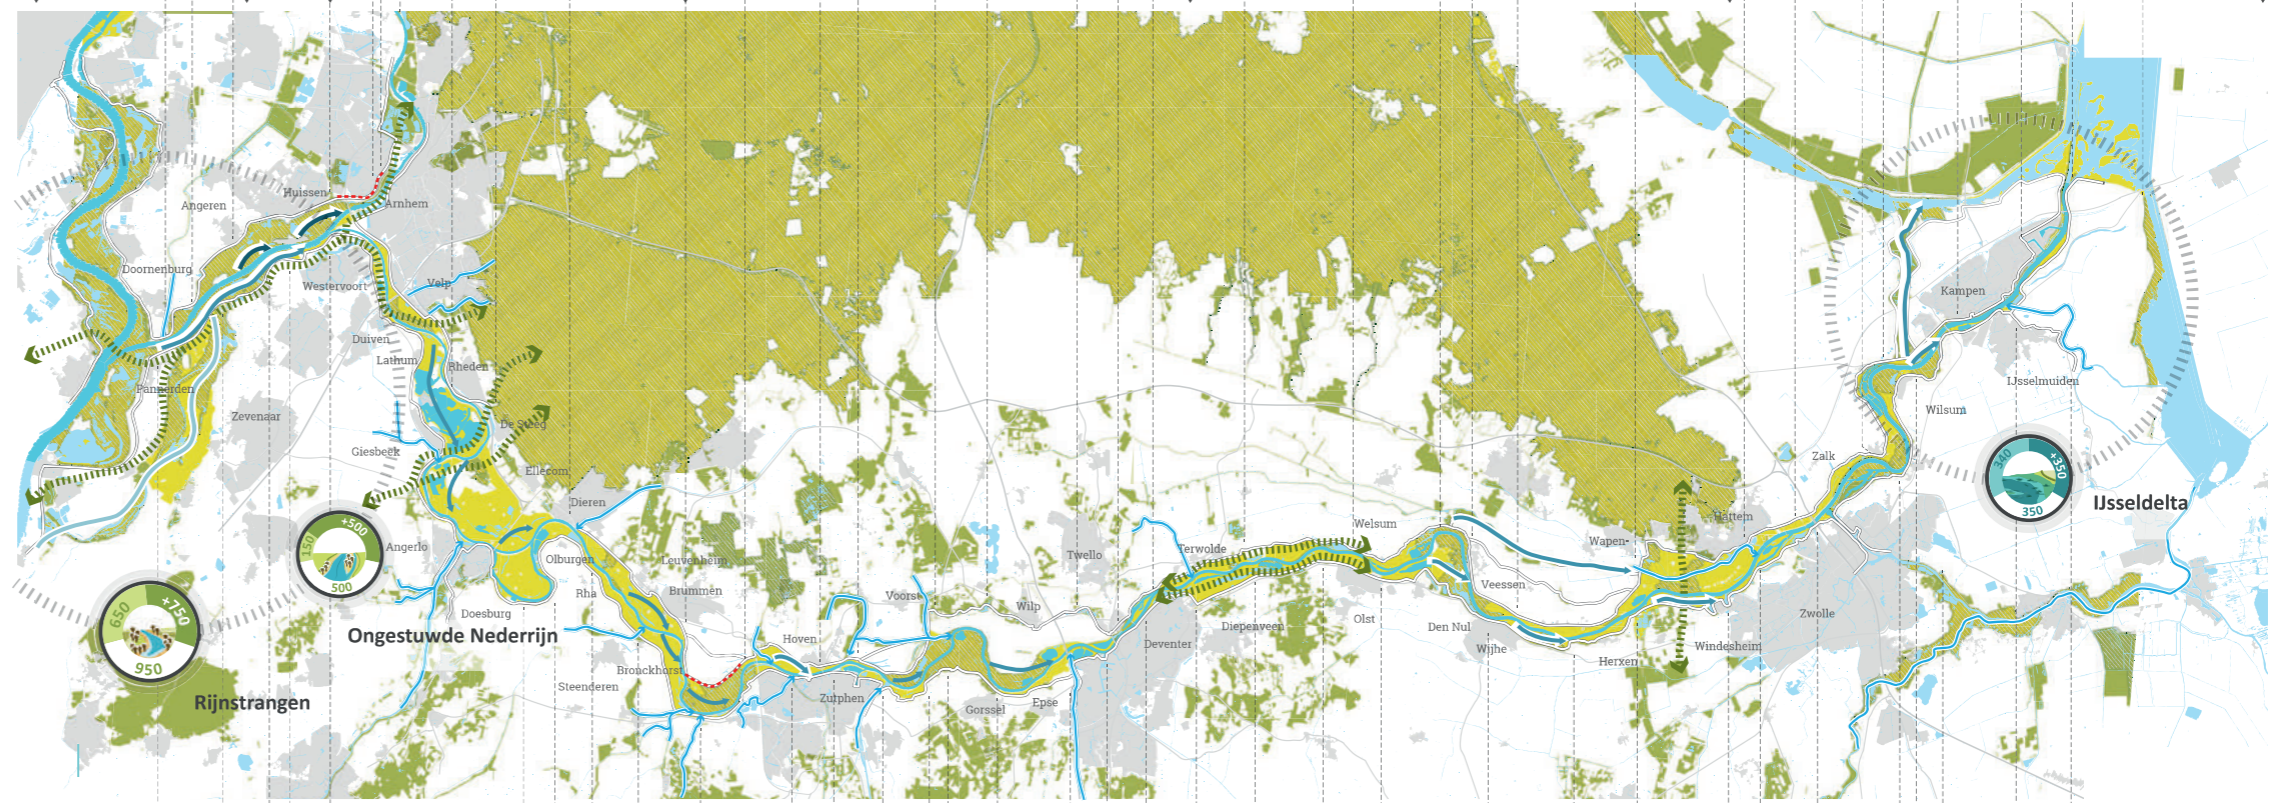 Huissen
Angeren
Arnhem
Doornenburg
Westervoort
Velp
Duiven
Lathum
Rheden
Pannerden
Zevenaar
De Steeg
Giesbeek
Ellecom
Dieren
Angerlo
Olburgen
Leuvenheim
Rha
Brummen
Doesburg
Ongestuwde Nederrijn
Bronckhorst
Steenderen
Hoven
Voorst
Wilp
Zutphen
Gorssel
Epse
Twello
Terwolde
Deventer
Diepenveen
Welsum
Olst
Den Nul
Wijhe
Veessen
Wapen-
Herxen
Hattem
Windesheim
Zwolle
Zalk
Wilsum
Kampen
IJsselmuiden
IJsseldelta
340
+350
350
150
+500
500
650
+750
950
Rijnstrangen